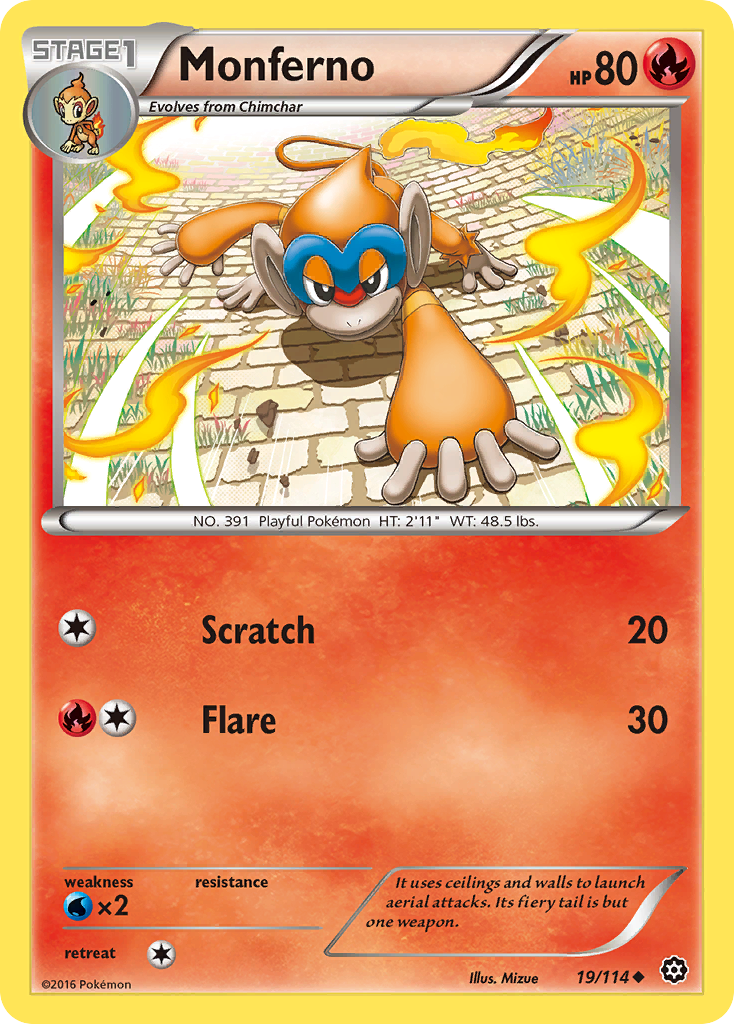 STAGE1
Monferno
HP 80
Evolves from Chimchar
NO. 391 Playful Pokémon HT: 2'11" WT: 48.5 lbs.
Scratch 20
Flare 30
weakness resistance
×2
It uses ceilings and walls to launch
aerial attacks. Its fiery tail is but
one weapon.
retreat
©2016 Pokémon
Illus. Mizue 19/114